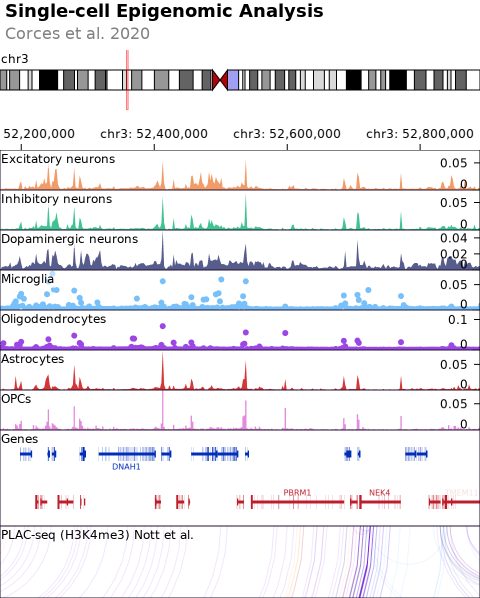 Single-cell Epigenomic Analysis
Corces et al. 2020
chr3
52,200,000 chr3: 52,400,000 chr3: 52,600,000 chr3: 52,800,000
Excitatory neurons 0.05
0
Inhibitory neurons 0.05
0
Dopaminergic neurons 0.04
0.02
0
Microglia 0.05
0
Oligodendrocytes 0.1
0
Astrocytes 0.05
0
OPCs 0.05
0
Genes
DNAH1
PBRM1 NEK4
PLAC-seq (H3K4me3) Nott et al.